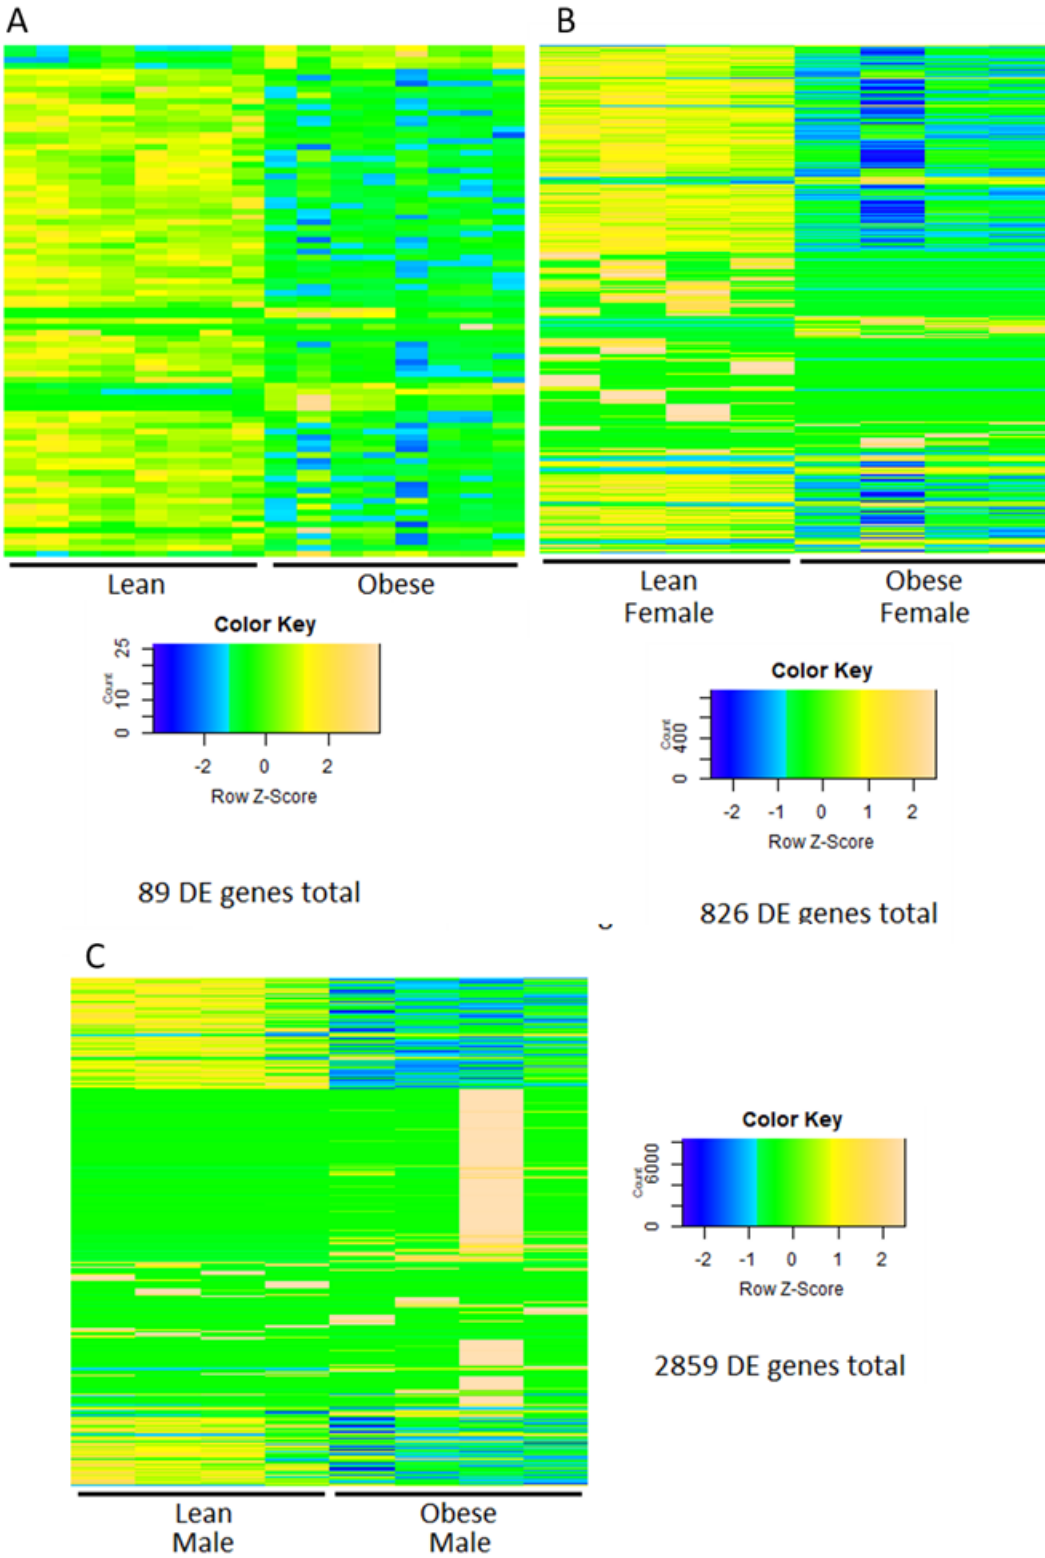 A
B
Lean
Obese
Lean
Female
Obese
Female
Color Key
Count
0 10 25
-2 0 2
Row Z-Score
Color Key
Count
0 400
-2 -1 0 1 2
Row Z-Score
89 DE genes total
826 DE genes total
C
Color Key
Count
0 6000
-2 -1 0 1 2
Row Z-Score
2859 DE genes total
Lean
Male
Obese
Male